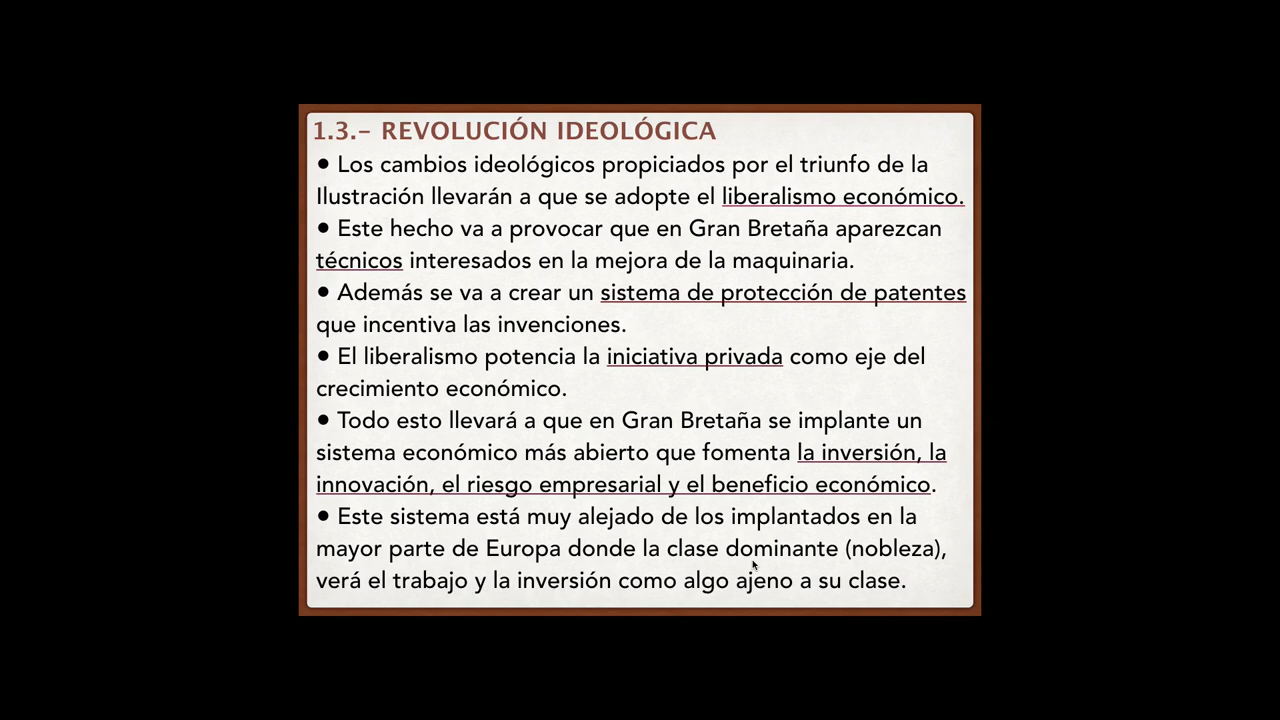 1.3.– REVOLUCIÓN IDEOLÓGICA
• Los cambios ideológicos propiciados por el triunfo de la
Ilustración llevarán a que se adopte el liberalismo económico.
• Este hecho va a provocar que en Gran Bretaña aparezcan
técnicos interesados en la mejora de la maquinaria.
• Además se va a crear un sistema de protección de patentes
que incentiva las invenciones.
• El liberalismo potencia la iniciativa privada como eje del
crecimiento económico.
• Todo esto llevará a que en Gran Bretaña se implante un
sistema económico más abierto que fomenta la inversión, la
innovación, el riesgo empresarial y el beneficio económico.
• Este sistema está muy alejado de los implantados en la
mayor parte de Europa donde la clase dominante (nobleza),
verá el trabajo y la inversión como algo ajeno a su clase.